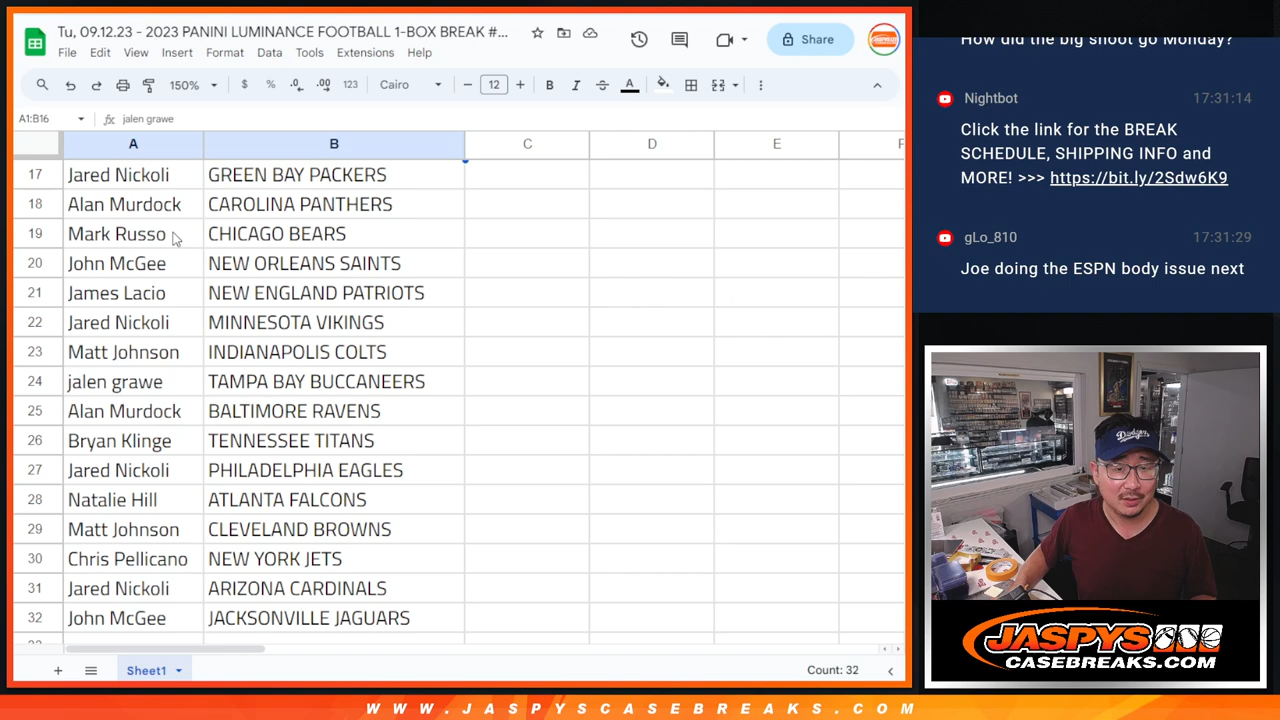 Tu, 09.12.23 - 2023 PANINI LUMINANCE FOOTBALL 1-BOX BREAK #...
File Edit View Insert Format Data Tools Extensions Help
Share
150% $ % .0 .00 123 Cairo - 12 + B I S A
A1:B16 fx jalen grawe
A B C D E F
17 Jared Nickoli GREEN BAY PACKERS
18 Alan Murdock CAROLINA PANTHERS
19 Mark Russo CHICAGO BEARS
20 John McGee NEW ORLEANS SAINTS
21 James Lacio NEW ENGLAND PATRIOTS
22 Jared Nickoli MINNESOTA VIKINGS
23 Matt Johnson INDIANAPOLIS COLTS
24 jalen grawe TAMPA BAY BUCCANEERS
25 Alan Murdock BALTIMORE RAVENS
26 Bryan Klinge TENNESSEE TITANS
27 Jared Nickoli PHILADELPHIA EAGLES
28 Natalie Hill ATLANTA FALCONS
29 Matt Johnson CLEVELAND BROWNS
30 Chris Pellicano NEW YORK JETS
31 Jared Nickoli ARIZONA CARDINALS
32 John McGee JACKSONVILLE JAGUARS
+ Sheet1 Count: 32
How did the big shoot go Monday?
Nightbot 17:31:14
Click the link for the BREAK
SCHEDULE, SHIPPING INFO and
MORE! >>> https://bit.ly/2Sdw6K9
gLo_810 17:31:29
Joe doing the ESPN body issue next
Dodgers
JASPYS
CASEBREAKS.COM
WWW.JASPYSCASEBREAKS.COM